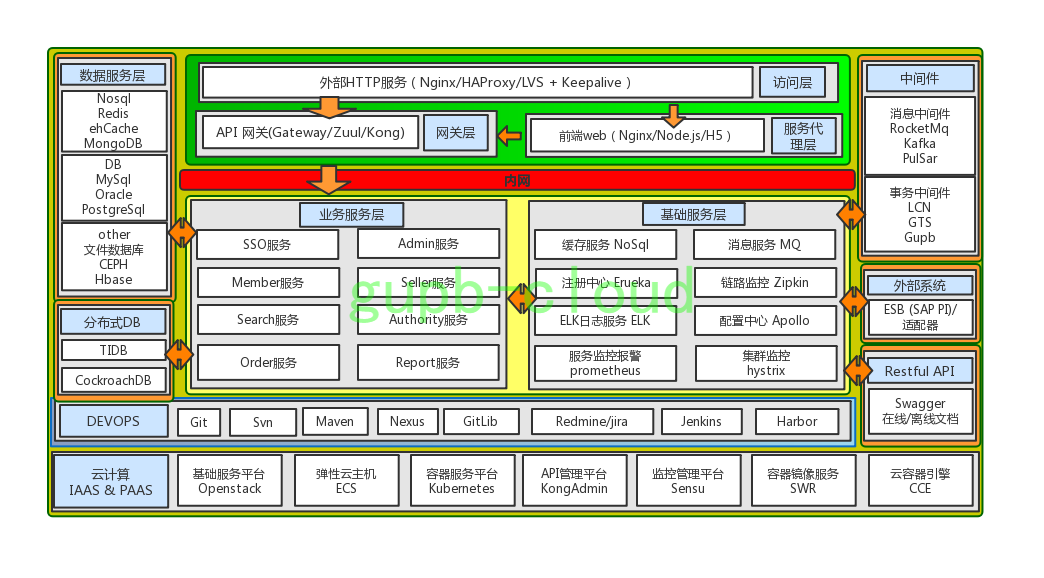 数据服务层
Nosql
Redis
ehCache
MongoDB
DB
MySql
Oracle
PostgreSql
other
文件数据库
CEPH
Hbase
分布式DB
TIDB
CockroachDB
外部HTTP服务（Nginx/HAProxy/LVS + Keepalive）
访问层
API 网关(Gateway/Zuul/Kong)
网关层
前端web（Nginx/Node.js/H5）
服务代
理层
内网
业务服务层
SSO服务
Admin服务
Member服务
Seller服务
Search服务
Authority服务
Order服务
Report服务
基础服务层
缓存服务 NoSql
消息服务 MQ
注册中心 Erueka
链路监控 Zipkin
ELK日志服务 ELK
配置中心 Apollo
服务监控报警
prometheus
集群监控
hystrix
gupb-cloud
中间件
消息中间件
RocketMq
Kafka
PulSar
事务中间件
LCN
GTS
Gupb
外部系统
ESB (SAP PI)/
适配器
Restful API
Swagger
在线/离线文档
DEVOPS
Git
Svn
Maven
Nexus
GitLib
Redmine/jira
Jenkins
Harbor
云计算
IAAS & PAAS
基础服务平台
Openstack
弹性云主机
ECS
容器服务平台
Kubernetes
API管理平台
KongAdmin
监控管理平台
Sensu
容器镜像服务
SWR
云容器引擎
CCE